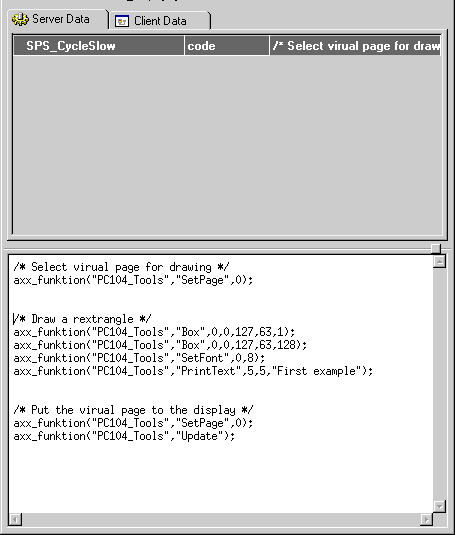 Server Data
Client Data
SPS_CycleSlow code /* Select virual page for draw
/* Select virual page for drawing */
axx_funktion("PC104_Tools","SetPage",0);
/* Draw a rextrangle */
axx_funktion("PC104_Tools","Box",0,0,127,63,1);
axx_funktion("PC104_Tools","Box",0,0,127,63,128);
axx_funktion("PC104_Tools","SetFont",0,8);
axx_funktion("PC104_Tools","PrintText",5,5,"First example");
/* Put the virual page to the display */
axx_funktion("PC104_Tools","SetPage",0);
axx_funktion("PC104_Tools","Update");